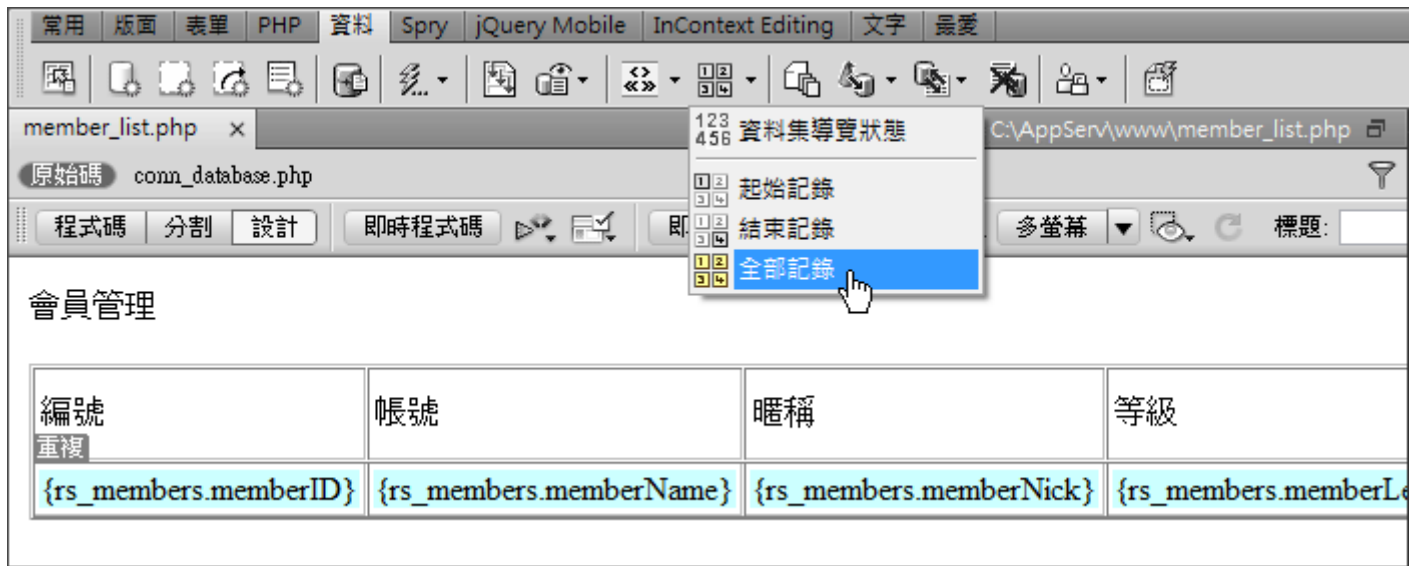 常用 版面 表單 PHP 資料 Spry jQuery Mobile InContext Editing 文字 最愛
member_list.php × C:\AppServ\www\member_list.php
資料集導覽狀態
原始碼 conn_database.php
起始記錄
程式碼 分割 設計 即時程式碼 多螢幕 標題:
結束記錄
全部記錄
會員管理
編號 帳號 暱稱 等級
重複
{rs_members.memberID} {rs_members.memberName} {rs_members.memberNick} {rs_members.memberLe